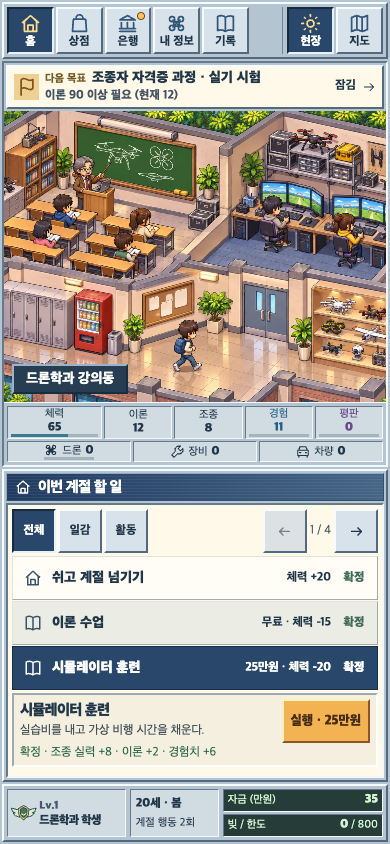 홈
상점
은행
내 정보
기록
현장
지도
다음 목표 조종자 자격증 과정 · 실기 시험
이론 90 이상 필요 (현재 12)
잠김 →
드론학과 강의동
체력
65
이론
12
조종
8
경험
11
평판
0
드론 0
장비 0
차량 0
이번 계절 할 일
전체
일감
활동
←
1 / 4
→
쉬고 계절 넘기기
체력 +20 확정
이론 수업
무료 · 체력 -15 확정
시뮬레이터 훈련
25만원 · 체력 -20 확정
시뮬레이터 훈련
실습비를 내고 가상 비행 시간을 채운다.
확정 · 조종 실력 +8 · 이론 +2 · 경험치 +6
실행 · 25만원
Lv.1
드론학과 학생
20세 · 봄
계절 행동 2회
자금 (만원) 35
빚 / 한도 0 / 800